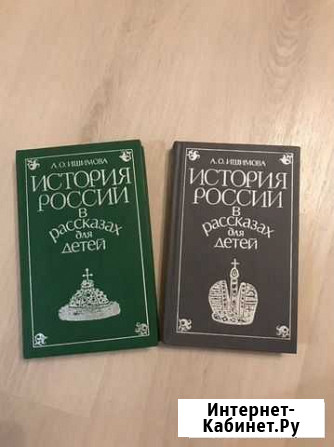 А.О.ИШИМОВА
ИСТОРИЯ
РОССИИ
В
рассказах
для
детей
А.О.ИШИМОВА
ИСТОРИЯ
РОССИИ
В
рассказах
для
детей
Интернет-
Кабинет.Ру